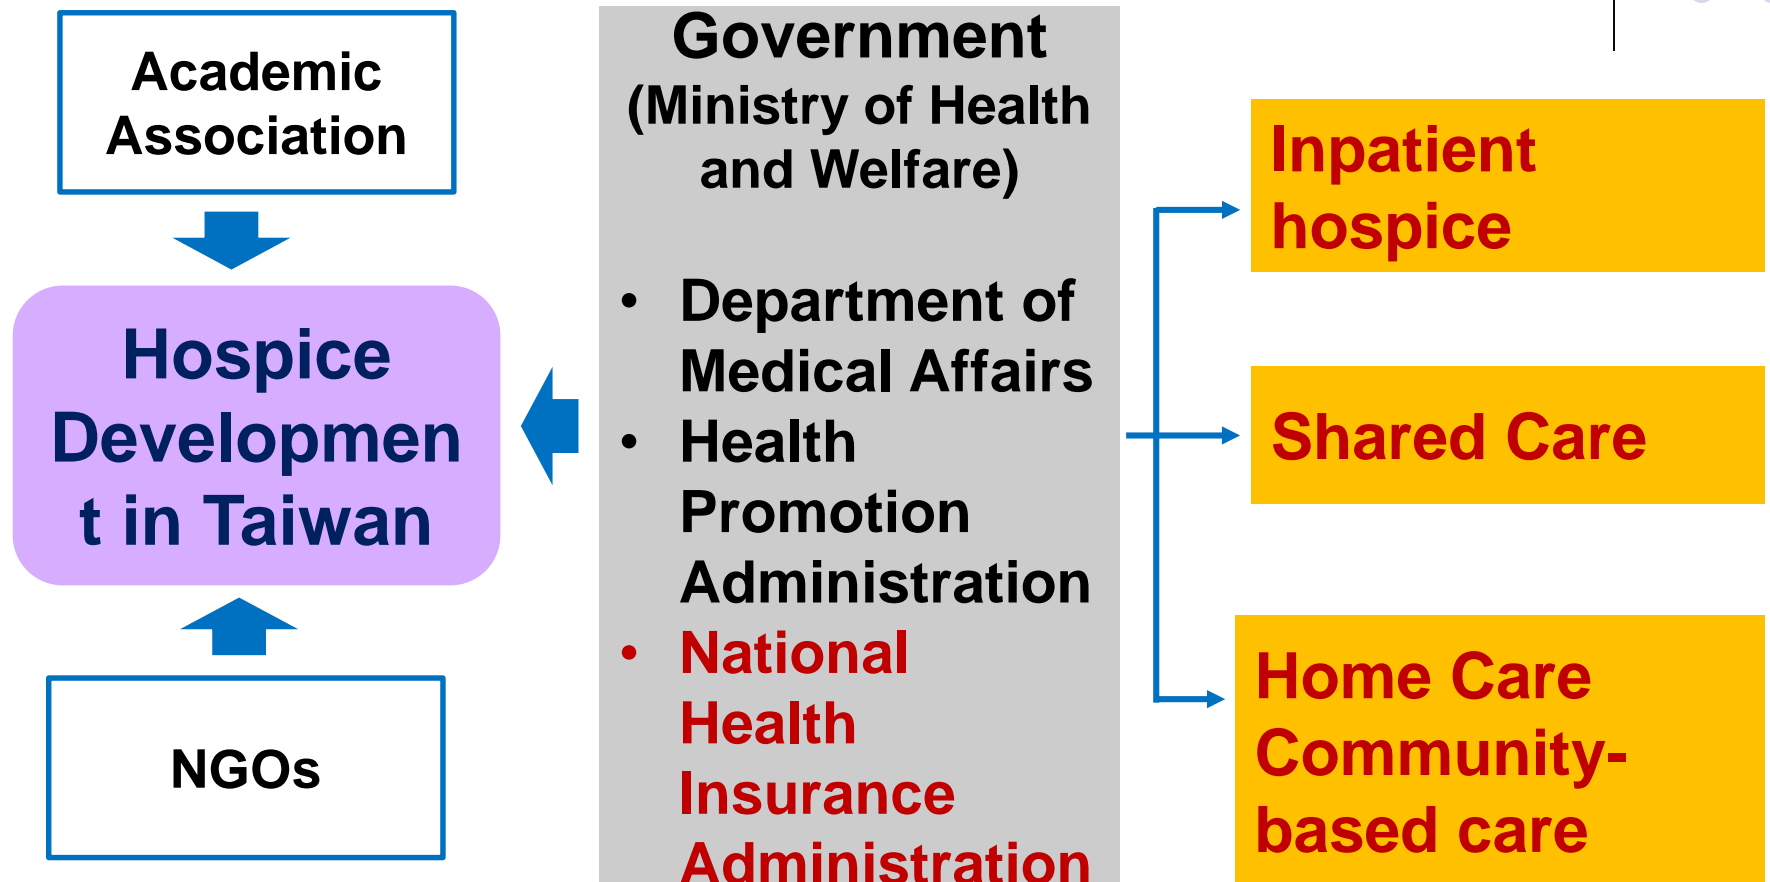 Academic
Association
Hospice
Developmen
t in Taiwan
NGOs
Government
(Ministry of Health
and Welfare)
• Department of
Medical Affairs
• Health
Promotion
Administration
• National
Health
Insurance
Administration
Inpatient
hospice
Shared Care
Home Care
Community-
based care